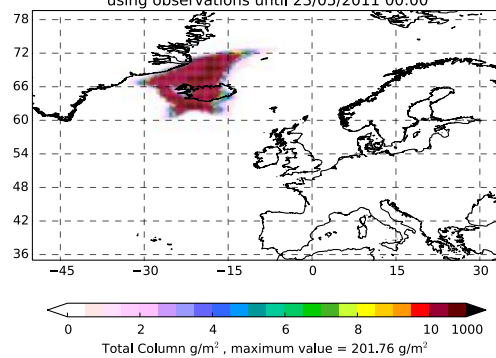 using observations until 23/05/2011 00:00
78
72
66
60
54
48
42
36
−45 −30 −15 0 15 30
0 2 4 6 8 10 1000
Total Column g/m², maximum value = 201.76 g/m²